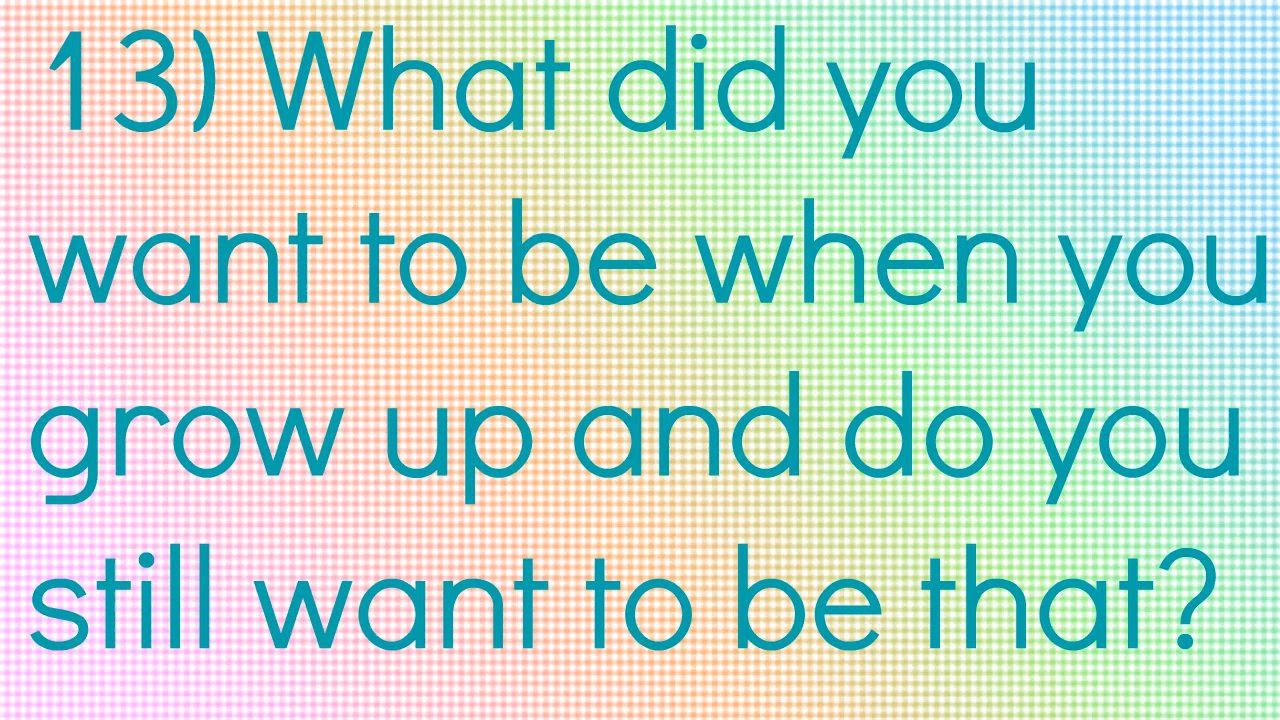 13) What did you
want to be when you
grow up and do you
still want to be that?